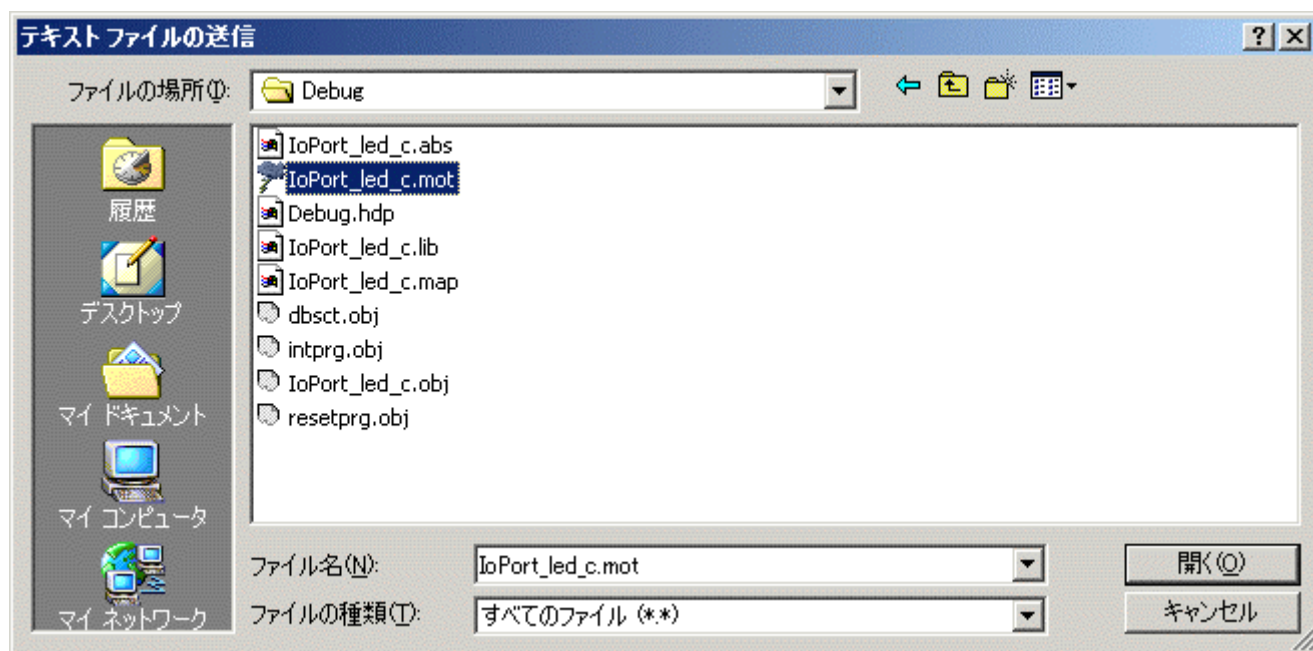 テキスト ファイルの送信
ファイルの場所(I):
Debug
履歴
デスクトップ
マイ ドキュメント
マイ コンピュータ
マイ ネットワーク
IoPort_led_c.abs
IoPort_led_c.mot
Debug.hdp
IoPort_led_c.lib
IoPort_led_c.map
dbsct.obj
intprg.obj
IoPort_led_c.obj
resetprg.obj
ファイル名(N):
IoPort_led_c.mot
開く(O)
ファイルの種類(T):
すべてのファイル (*.*)
キャンセル